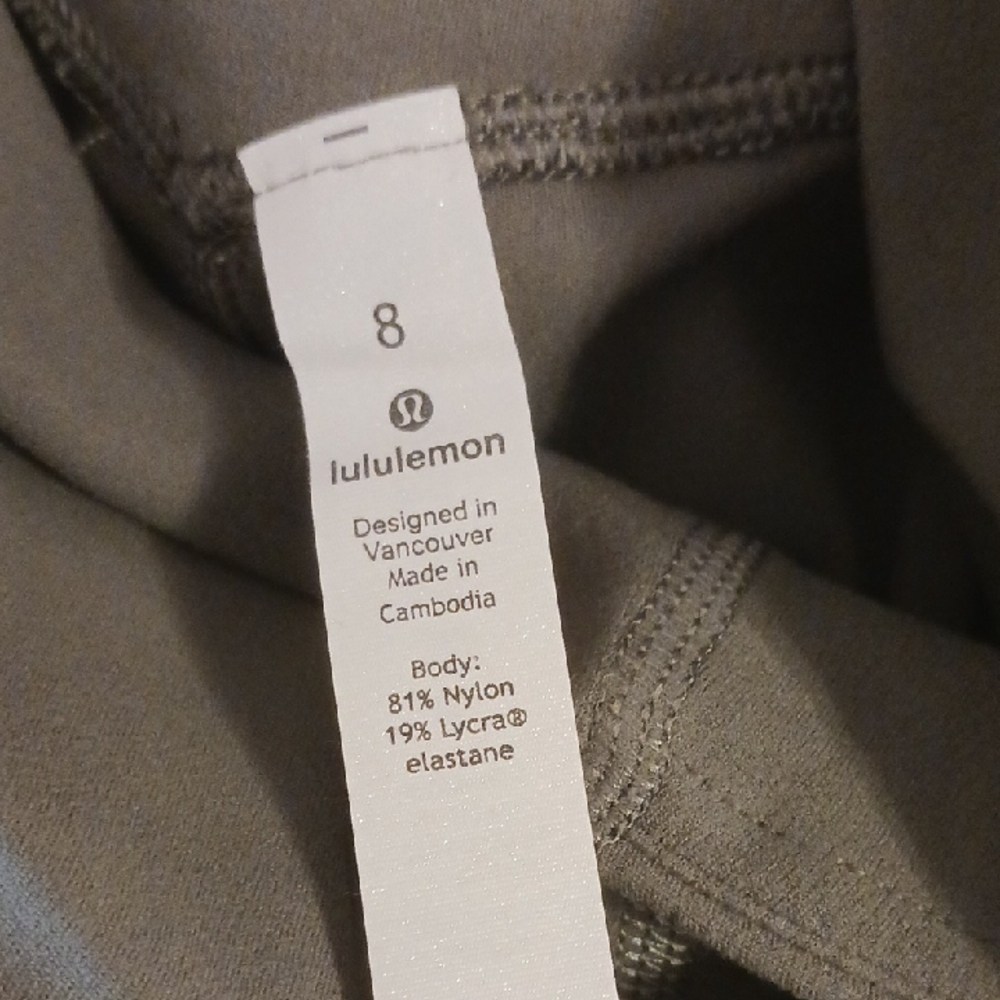 8
lululemon
Designed in
Vancouver
Made in
Cambodia
Body:
81% Nylon
19% Lycra®
elastane